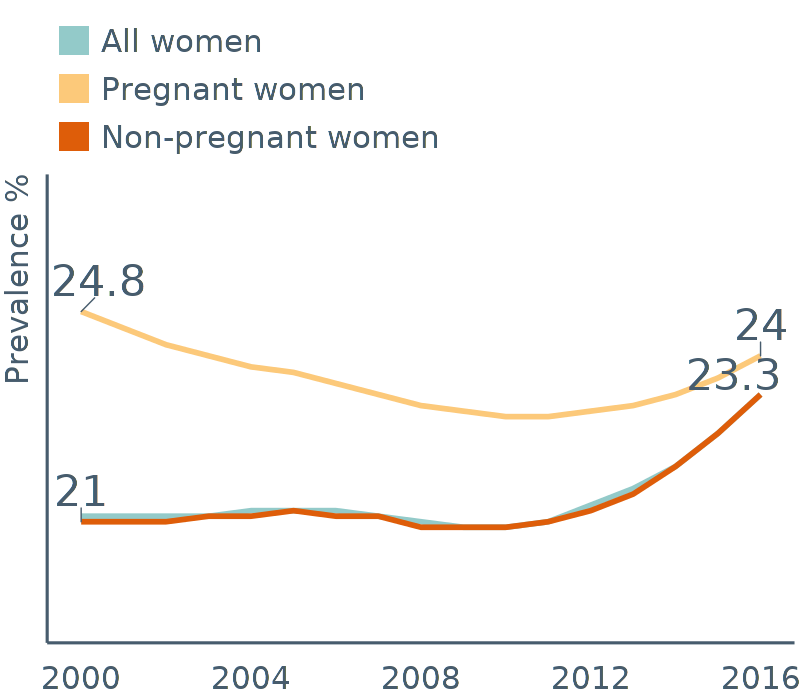 All women
Pregnant women
Non-pregnant women
Prevalence %
24.8
24
23.3
21
2000 2004 2008 2012 2016